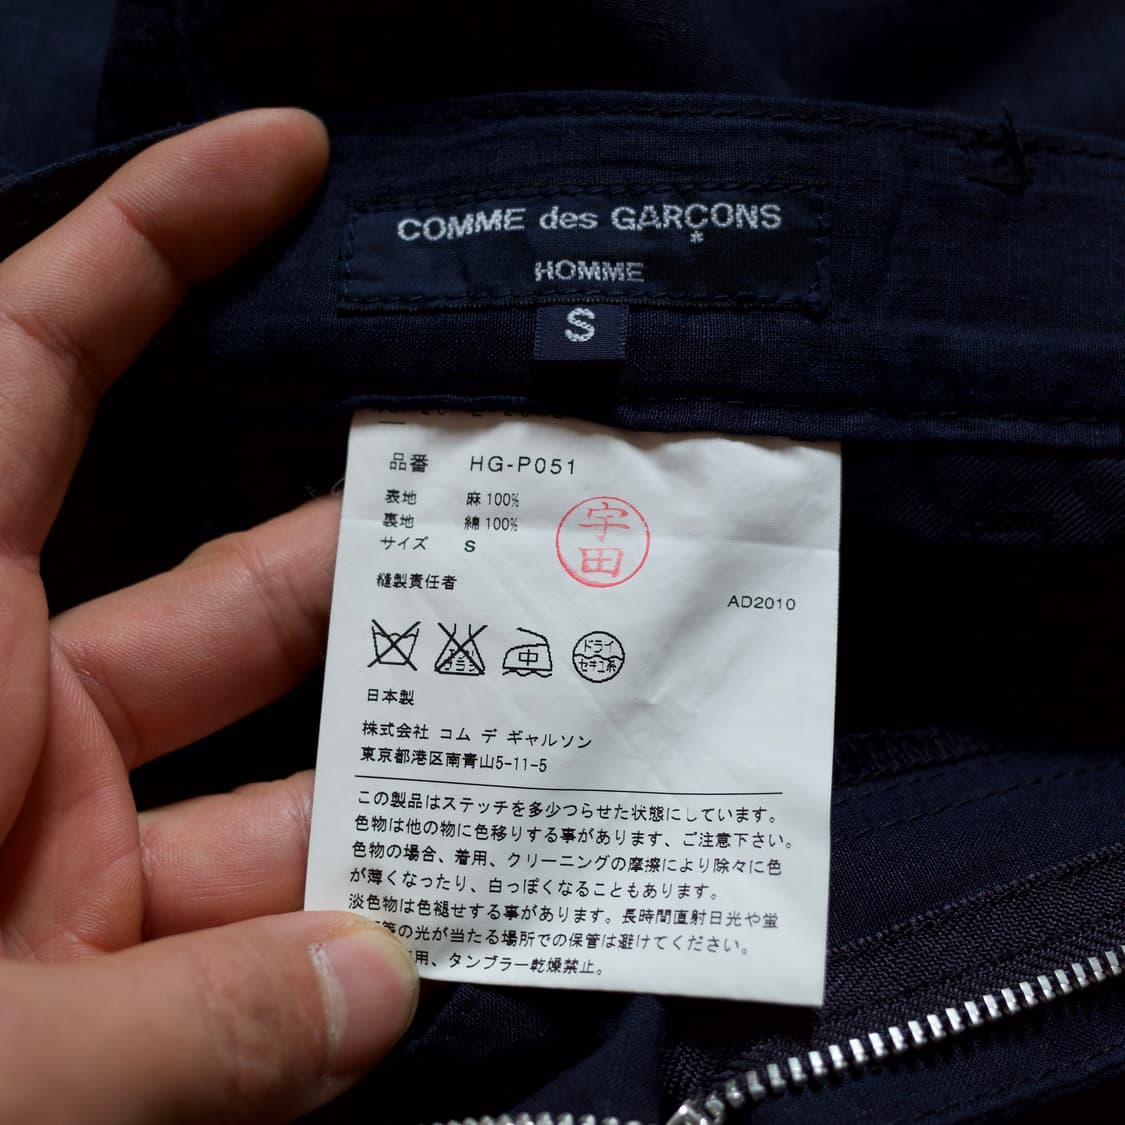 COMME des GARÇONS
*
HOMME
S
品番 HG-P051
表地 麻 100%
裏地 綿 100%
サイズ S
宇田
縫製責任者
AD2010
中
ドライ
セキユ系
日本製
株式会社 コム デ ギャルソン
東京都港区南青山5-11-5
この製品はステッチを多少つらせた状態にしています。
色物は他の物に色移りする事があります、ご注意下さい。
色物の場合、着用、クリーニングの摩擦により除々に色
が薄くなったり、白っぽくなることもあります。
淡色物は色褪せする事があります。長時間直射日光や蛍
等の光が当たる場所での保管は避けてください。
用、タンブラー乾燥禁止。